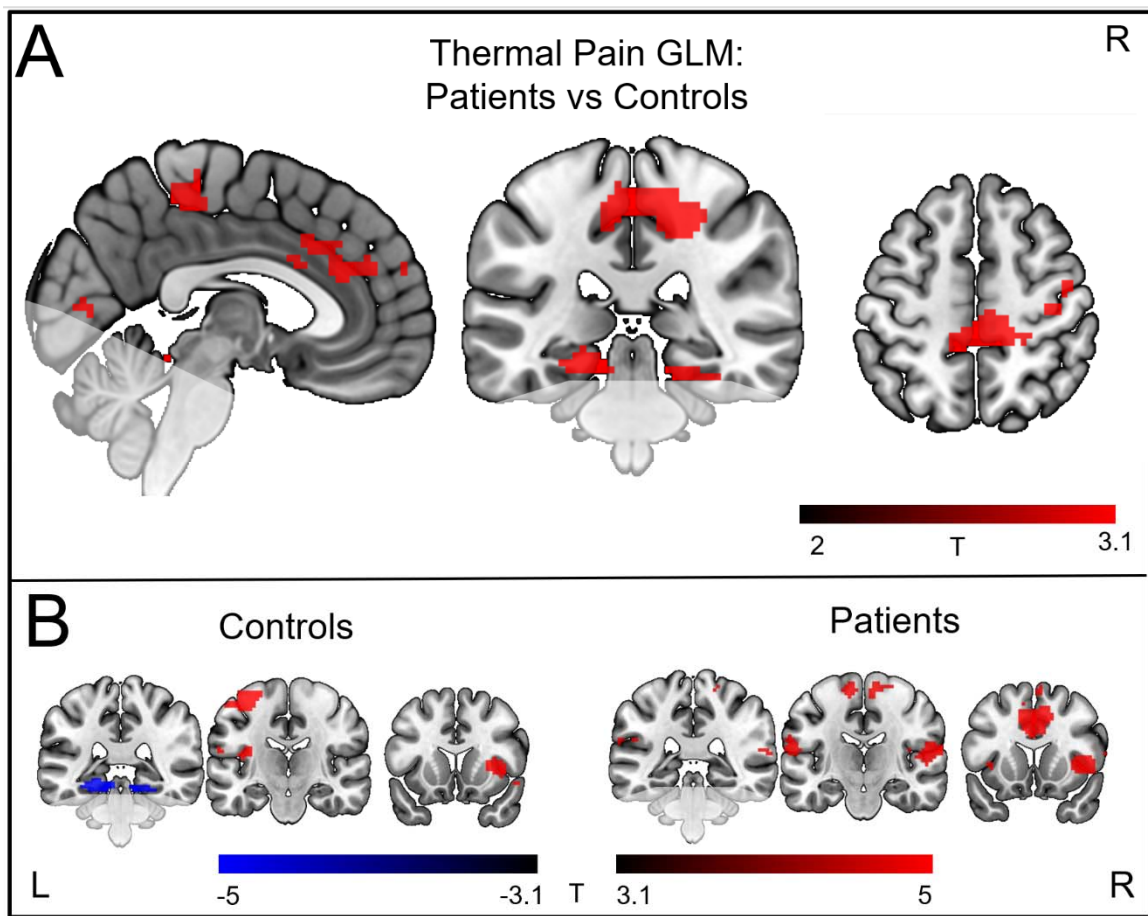 A
R
Thermal Pain GLM:
Patients vs Controls
2
T
3.1
B
Controls
Patients
L
-5
-3.1
T
3.1
5
R